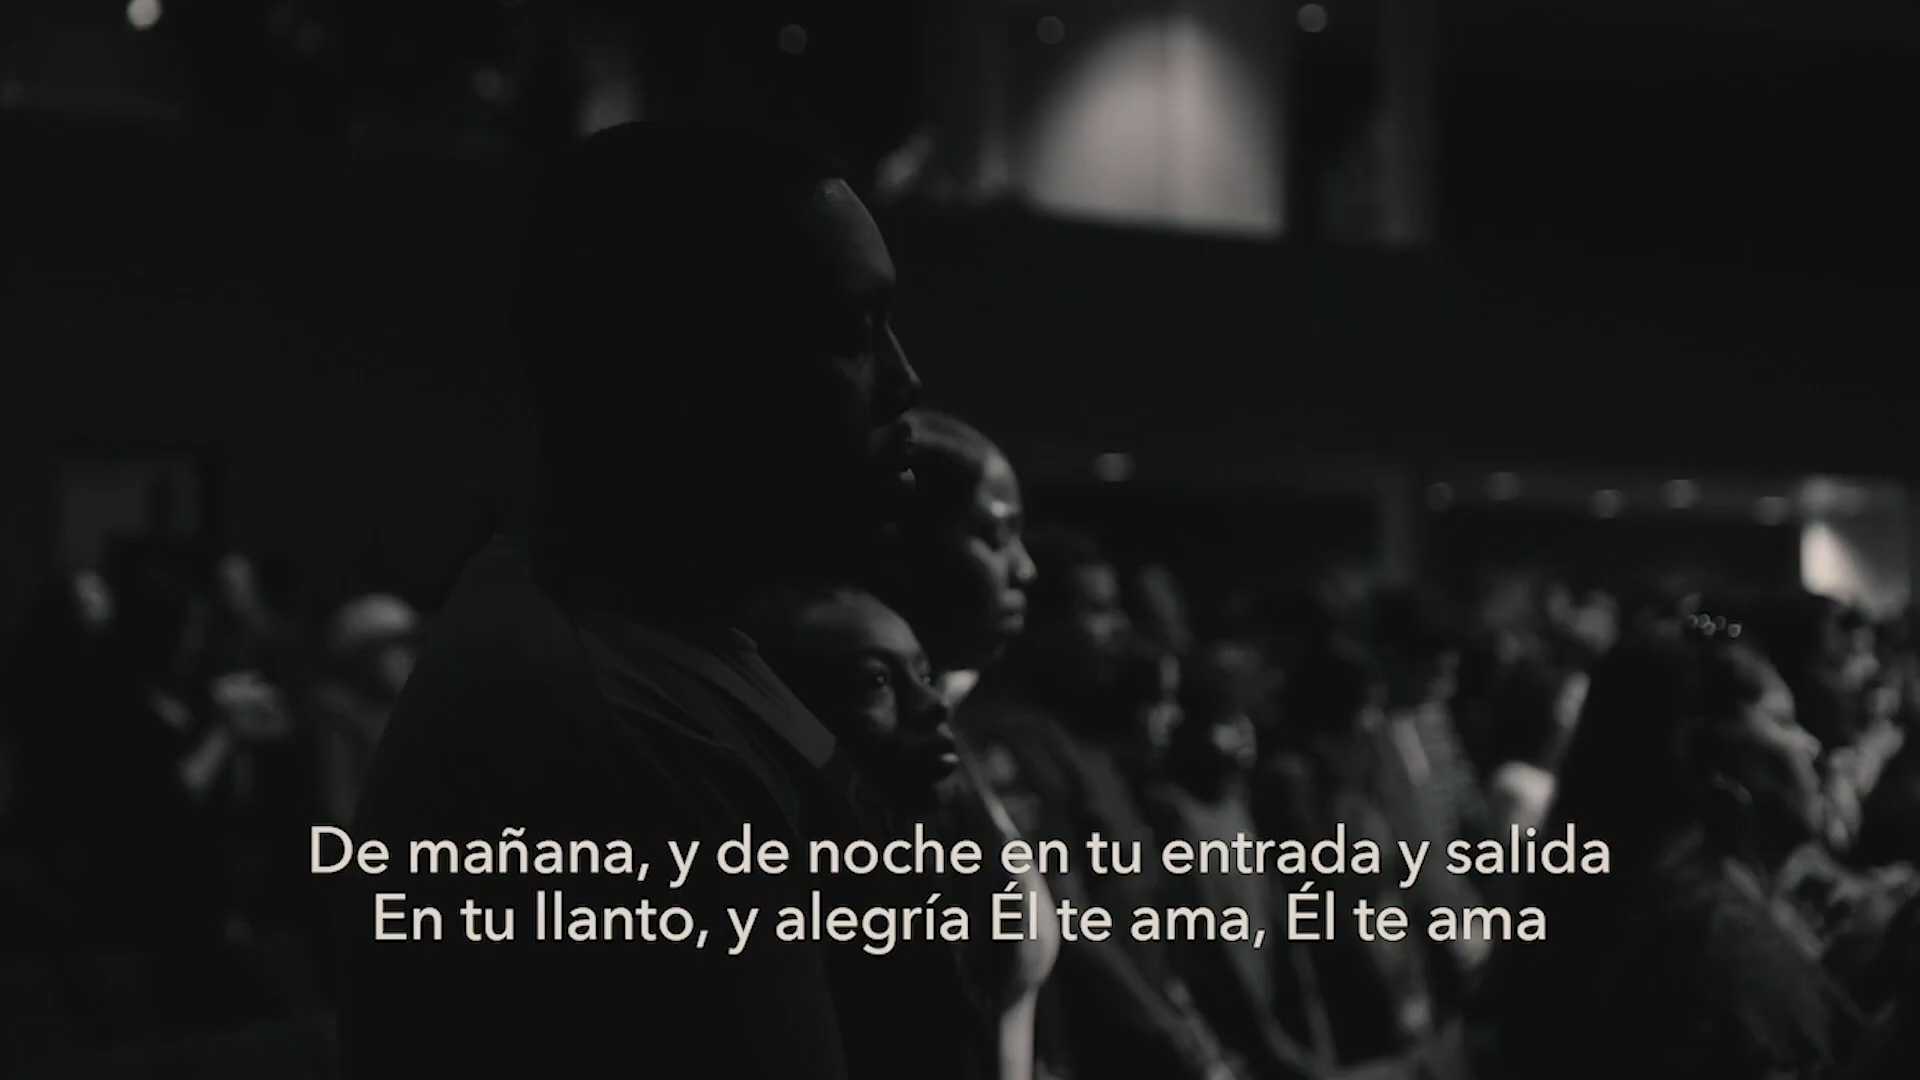 De mañana, y de noche en tu entrada y salida
En tu llanto, y alegría Él te ama, Él te ama